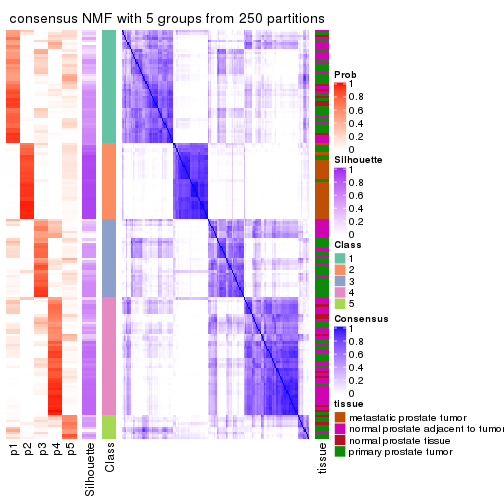 consensus NMF with 5 groups from 250 partitions
Prob
1
0.8
0.6
0.4
0.2
0
Silhouette
1
0.8
0.6
0.4
0.2
0
Class
1
2
3
4
5
Consensus
1
0.8
0.6
0.4
0.2
0
tissue
metastatic prostate tumor
normal prostate adjacent to tumor
normal prostate tissue
primary prostate tumor
p1
p2
p3
p4
p5
Silhouette
Class
tissue